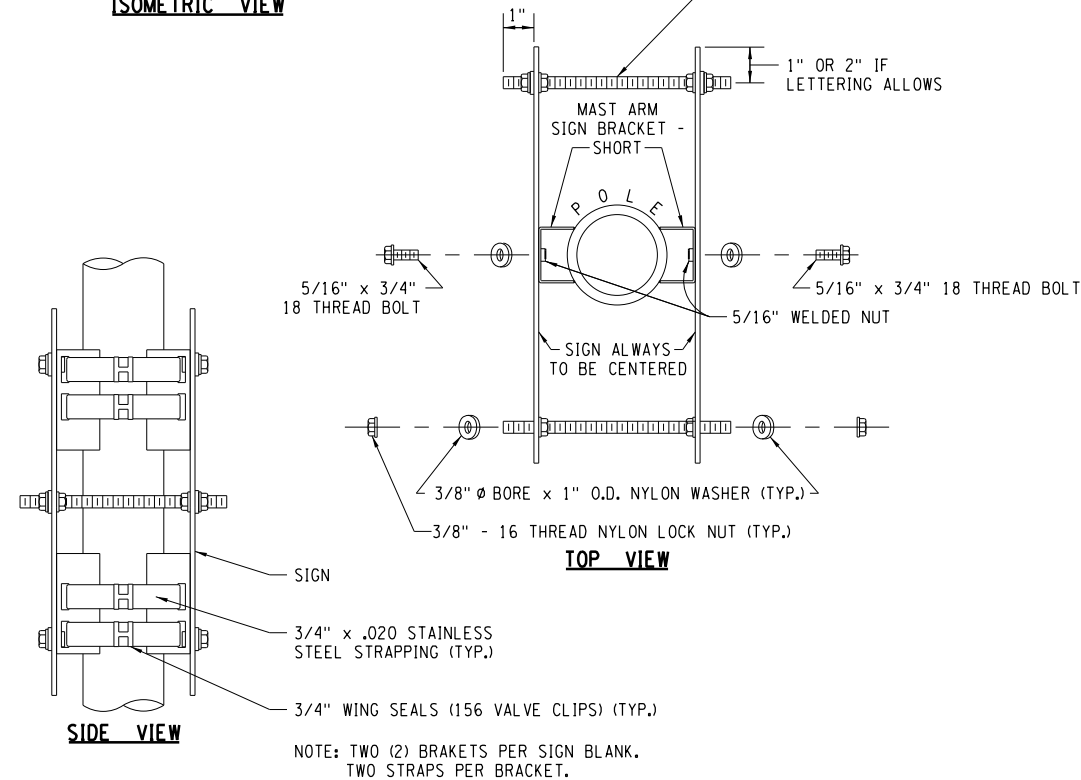 ISOMETRIC VIEW
1"
1" OR 2" IF
LETTERING ALLOWS
MAST ARM
SIGN BRACKET -
SHORT
POLE
5/16" x 3/4"
18 THREAD BOLT
5/16" x 3/4" 18 THREAD BOLT
5/16" WELDED NUT
SIGN ALWAYS
TO BE CENTERED
3/8" Ø BORE x 1" O.D. NYLON WASHER (TYP.)
3/8" - 16 THREAD NYLON LOCK NUT (TYP.)
TOP VIEW
SIGN
3/4" x .020 STAINLESS
STEEL STRAPPING (TYP.)
3/4" WING SEALS (156 VALVE CLIPS) (TYP.)
SIDE VIEW
NOTE: TWO (2) BRAKETS PER SIGN BLANK.
TWO STRAPS PER BRACKET.